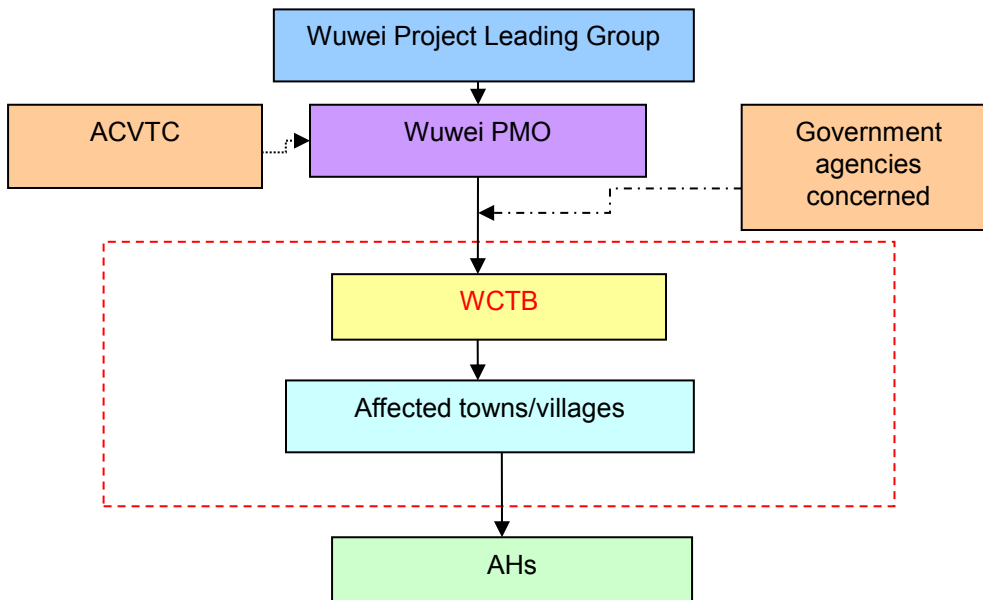 Wuwei Project Leading Group
ACVTC
Wuwei PMO
Government
agencies
concerned
WCTB
Affected towns/villages
AHs